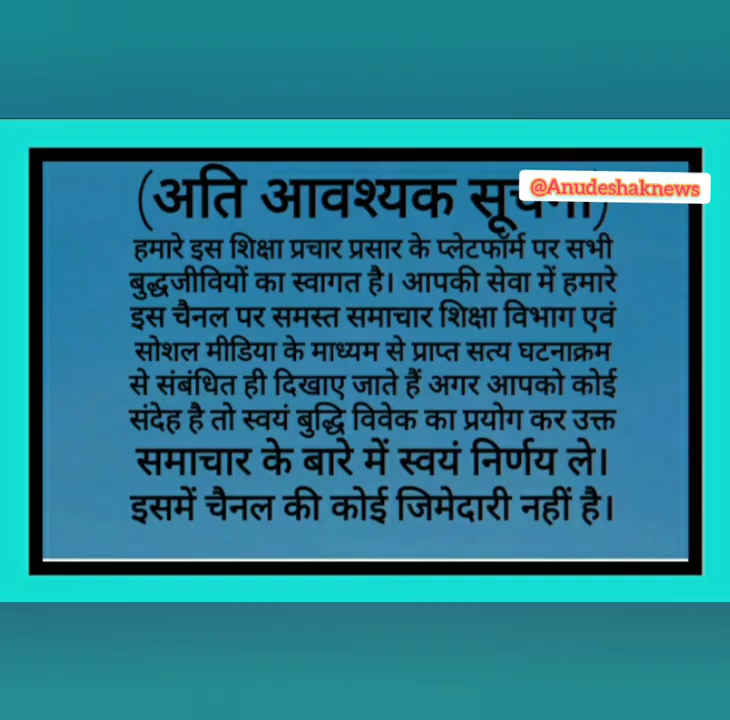 (अति आवश्यक सूचना)
@Anudeshaknews
हमारे इस शिक्षा प्रचार प्रसार के प्लेटफॉर्म पर सभी
बुद्धजीवियों का स्वागत है। आपकी सेवा में हमारे
इस चैनल पर समस्त समाचार शिक्षा विभाग एवं
सोशल मीडिया के माध्यम से प्राप्त सत्य घटनाक्रम
से संबंधित ही दिखाए जाते हैं अगर आपको कोई
संदेह है तो स्वयं बुद्धि विवेक का प्रयोग कर उक्त
समाचार के बारे में स्वयं निर्णय ले।
इसमें चैनल की कोई जिमेदारी नहीं है।